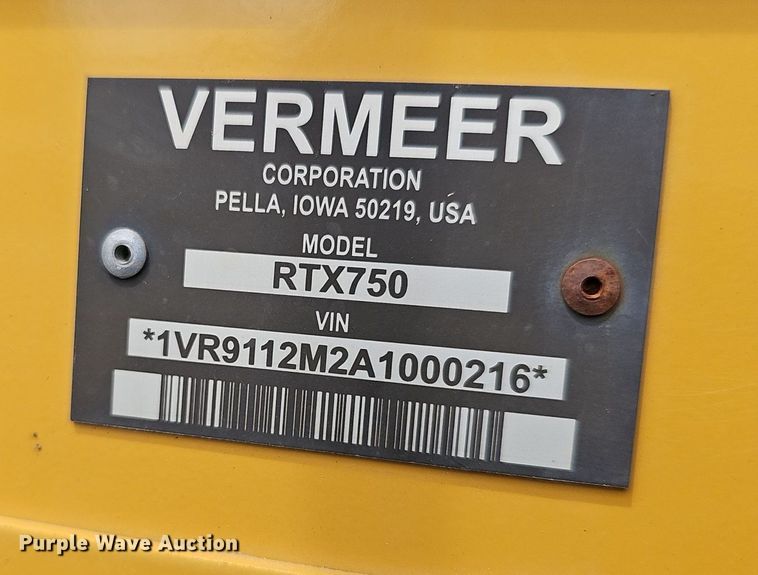 VERMEER
CORPORATION
PELLA, IOWA 50219, USA
MODEL
RTX750
VIN
*1VR9112M2A1000216*
Purple Wave Auction